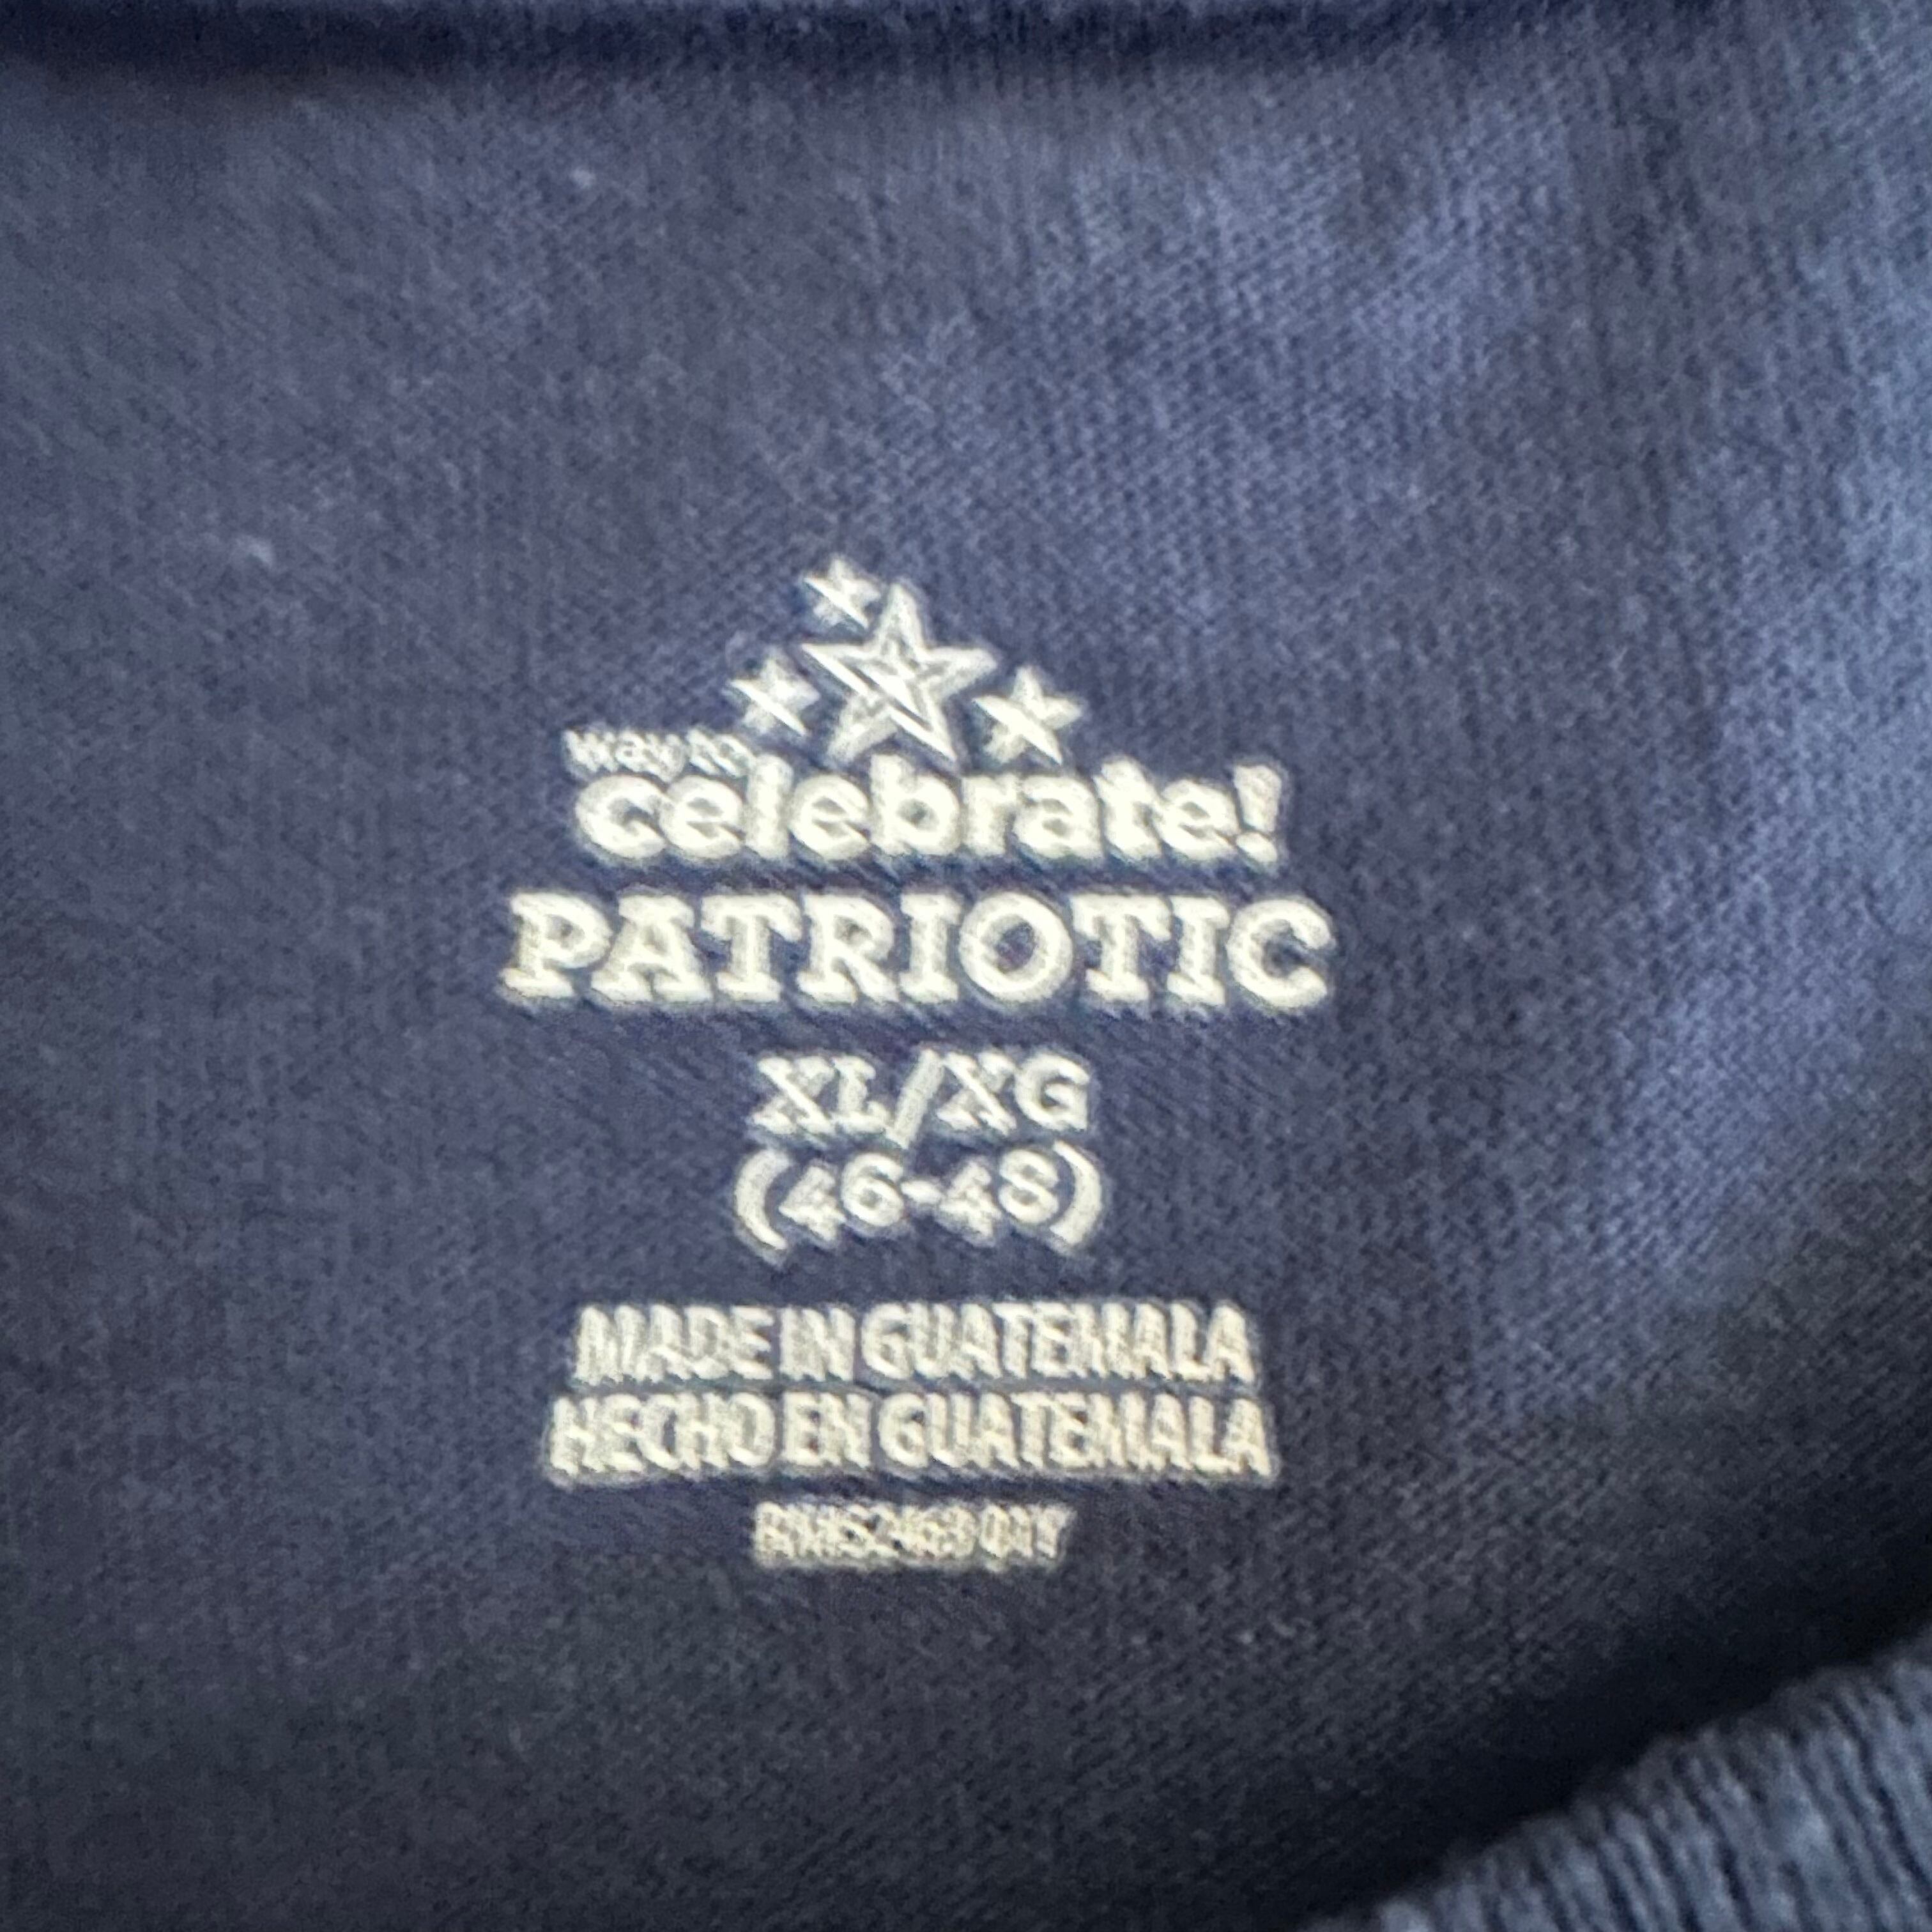 way to
celebrate!
PATRIOTIC
XL/XG
(46-48)
MADE IN GUATEMALA
HECHO EN GUATEMALA